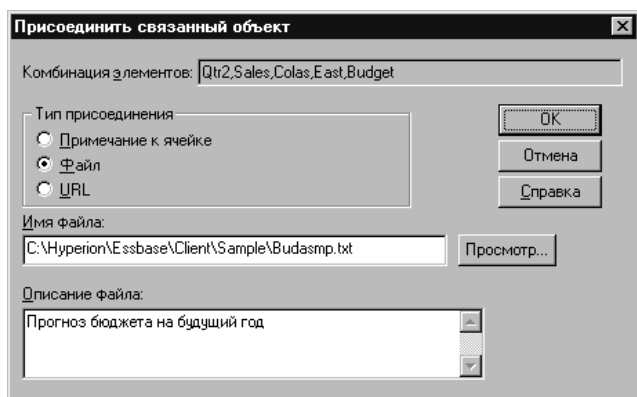 Присоединить связанный объект
Комбинация элементов: Qtr2,Sales,Colas,East,Budget
Тип присоединения
Примечание к ячейке
Файл
URL
OK
Отмена
Справка
Имя файла:
C:\Hyperion\Essbase\Client\Sample\Budasmp.txt
Просмотр...
Описание файла:
Прогноз бюджета на будущий год